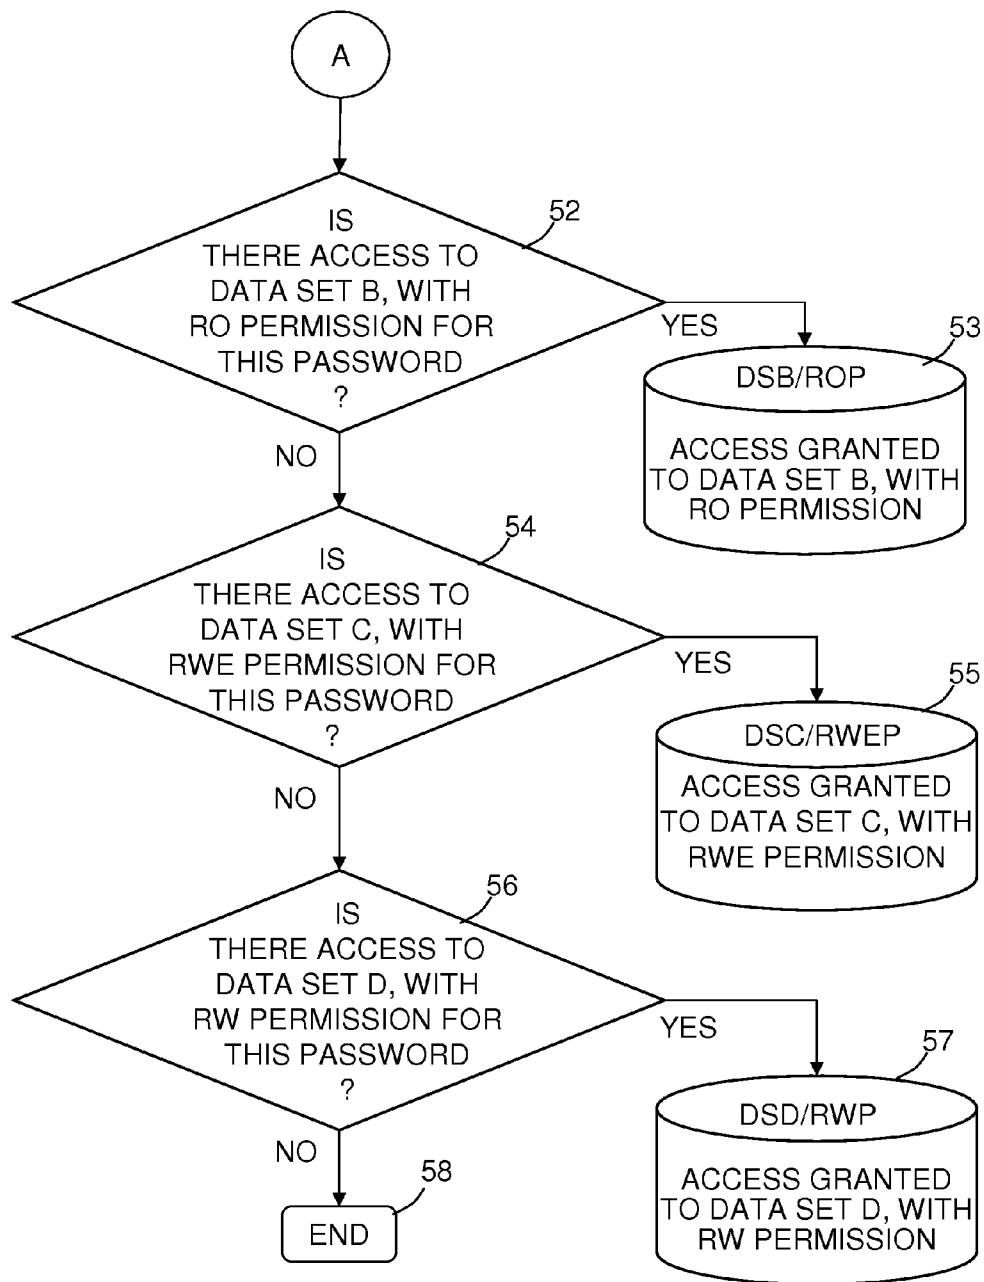 A
IS
THERE ACCESS TO
DATA SET B, WITH
RO PERMISSION FOR
THIS PASSWORD
?
52
YES
53
DSB/ROP
ACCESS GRANTED
TO DATA SET B, WITH
RO PERMISSION
NO
IS
THERE ACCESS TO
DATA SET C, WITH
RWE PERMISSION FOR
THIS PASSWORD
?
54
YES
55
DSC/RWEP
ACCESS GRANTED
TO DATA SET C, WITH
RWE PERMISSION
NO
IS
THERE ACCESS TO
DATA SET D, WITH
RW PERMISSION FOR
THIS PASSWORD
?
56
YES
57
DSD/RWP
ACCESS GRANTED
TO DATA SET D, WITH
RW PERMISSION
NO
58
END